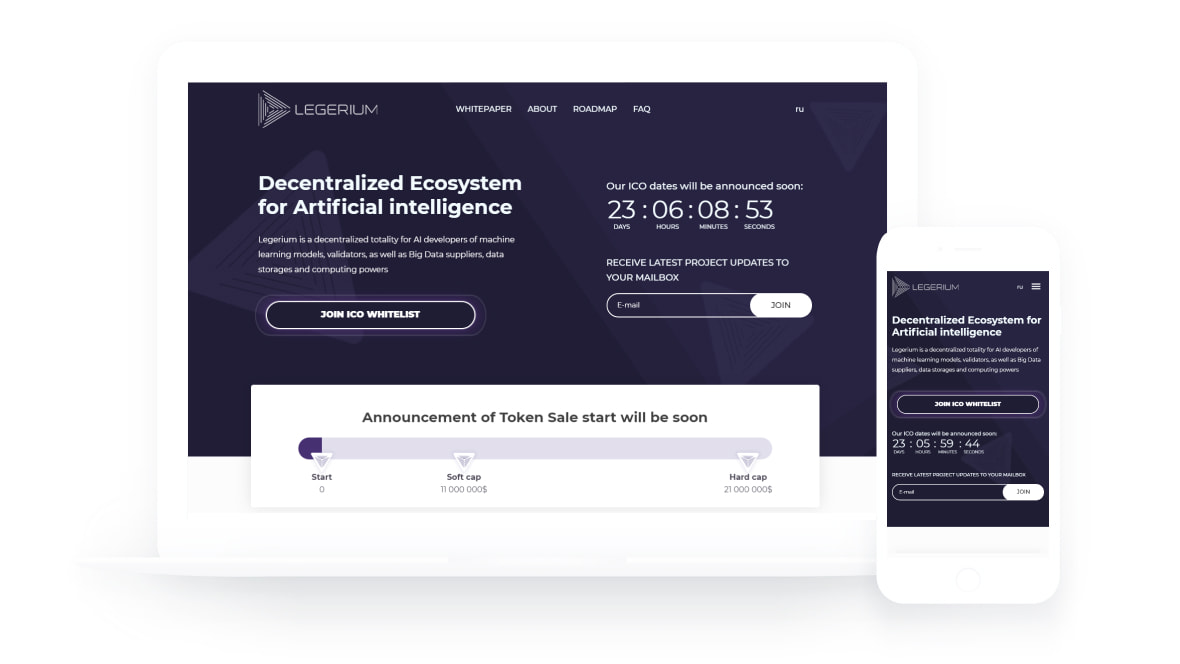 LEGERIUM
WHITEPAPER ABOUT ROADMAP FAQ
ru
Decentralized Ecosystem
for Artificial intelligence
Legerium is a decentralized totality for AI developers of machine
learning models, validators, as well as Big Data suppliers, data
storages and computing powers
JOIN ICO WHITELIST
Our ICO dates will be announced soon:
23 : 06 : 08 : 53
DAYS HOURS MINUTES SECONDS
RECEIVE LATEST PROJECT UPDATES TO
YOUR MAILBOX
E-mail JOIN
Announcement of Token Sale start will be soon
Start Soft cap Hard cap
0 11 000 000$ 21 000 000$
LEGERIUM
ru
Decentralized Ecosystem for
Artificial intelligence
Legerium is a decentralized totality for AI developers of
machine learning models, validators, as well as Big Data
suppliers, data storages and computing powers
JOIN ICO WHITELIST
Our ICO dates will be announced soon:
23 : 05 : 59 : 44
DAYS HOURS MINUTES SECONDS
RECEIVE LATEST PROJECT UPDATES TO YOUR MAILBOX
E-mail JOIN